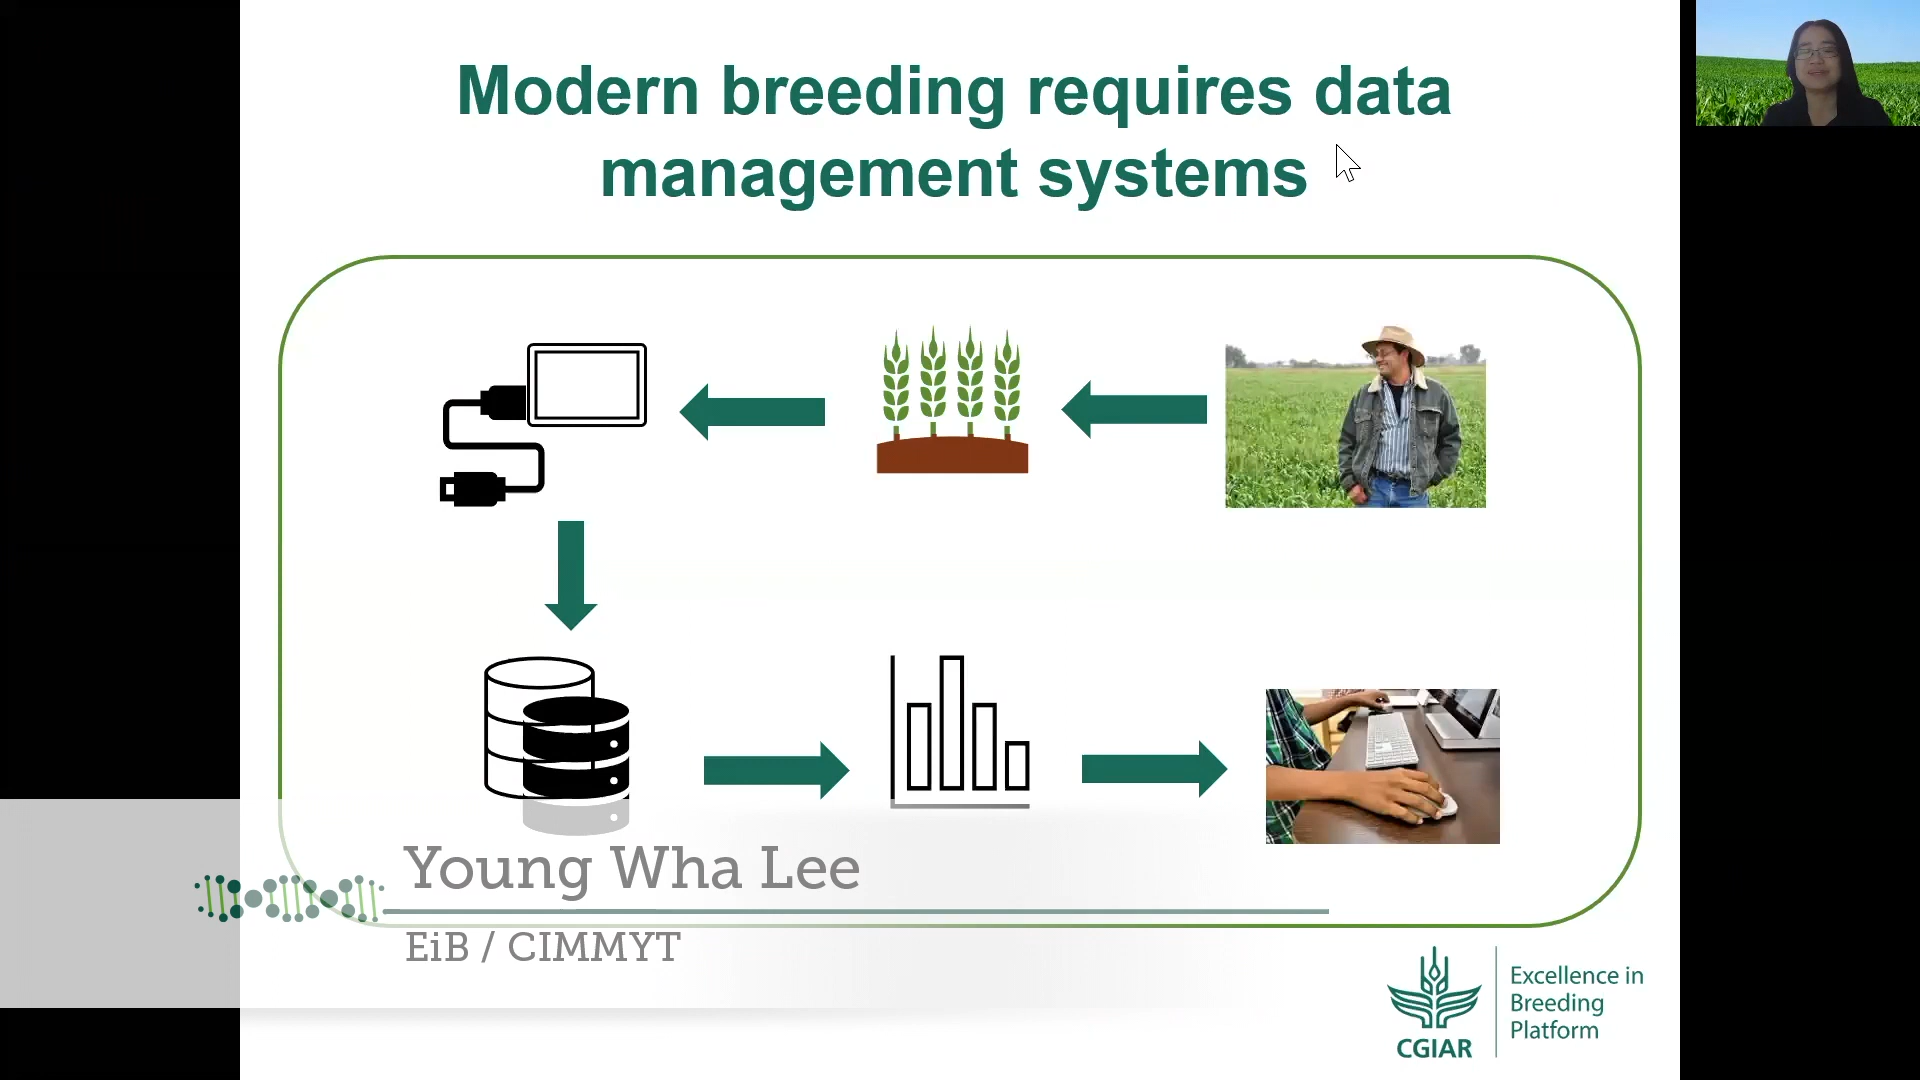 Modern breeding requires data
management systems
Young Wha Lee
EiB / CIMMYT
Excellence in
Breeding
Platform
CGIAR